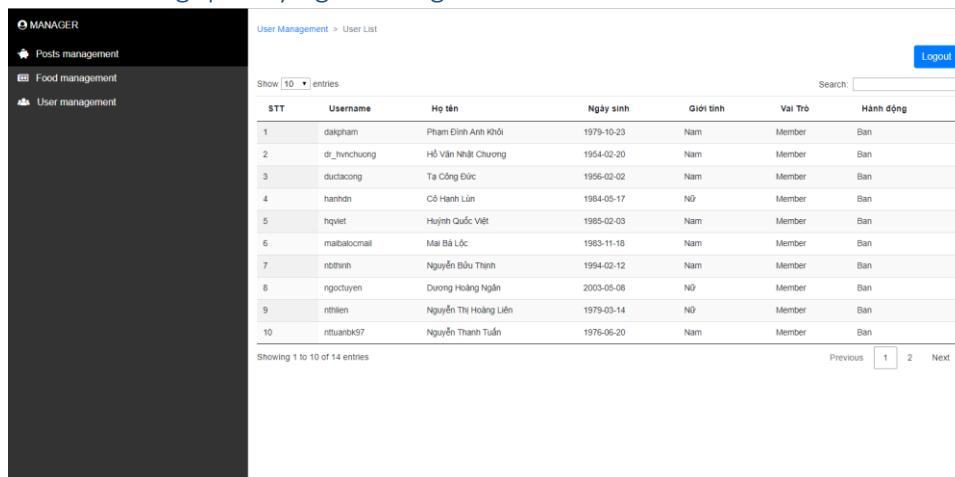 MANAGER
Posts management
Food management
User management
User Management > User List
Logout
Show 10 entries
Search:
STT Username Họ tên Ngày sinh Giới tính Vai Trò Hành động
1 dakpham Phạm Đình Anh Khôi 1979-10-23 Nam Member Ban
2 dr_hvnchuong Hồ Văn Nhật Chương 1954-02-20 Nam Member Ban
3 ductacong Tạ Công Đức 1956-02-02 Nam Member Ban
4 hanhdn Cô Hạnh Lùn 1984-05-17 Nữ Member Ban
5 hqviet Huỳnh Quốc Việt 1985-02-03 Nam Member Ban
6 maibalocmail Mai Bá Lộc 1983-11-18 Nam Member Ban
7 nbthinh Nguyễn Bửu Thịnh 1994-02-12 Nam Member Ban
8 ngoctuyen Dương Hoàng Ngân 2003-05-08 Nữ Member Ban
9 nthlien Nguyễn Thị Hoàng Liên 1979-03-14 Nữ Member Ban
10 nttuanbk97 Nguyễn Thanh Tuấn 1976-06-20 Nam Member Ban
Showing 1 to 10 of 14 entries
Previous 1 2 Next